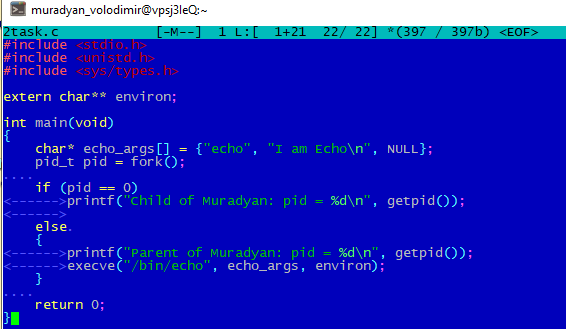 muradyan_volodimir@vpsj3leQ:~
2task.c [-M--] 1 L:[ 1+21 22/ 22] *(397 / 397b) <EOF>
#include <stdio.h>
#include <unistd.h>
#include <sys/types.h>
extern char** environ;
int main(void)
{
    char* echo_args[] = {"echo", "I am Echo\n", NULL};
    pid_t pid = fork();
....
    if (pid == 0)
<------>printf("Child of Muradyan: pid = %d\n", getpid());
<------>
    else.
    {
<------>printf("Parent of Muradyan: pid = %d\n", getpid());
<------>execve("/bin/echo", echo_args, environ);
    }
....
    return 0;
}